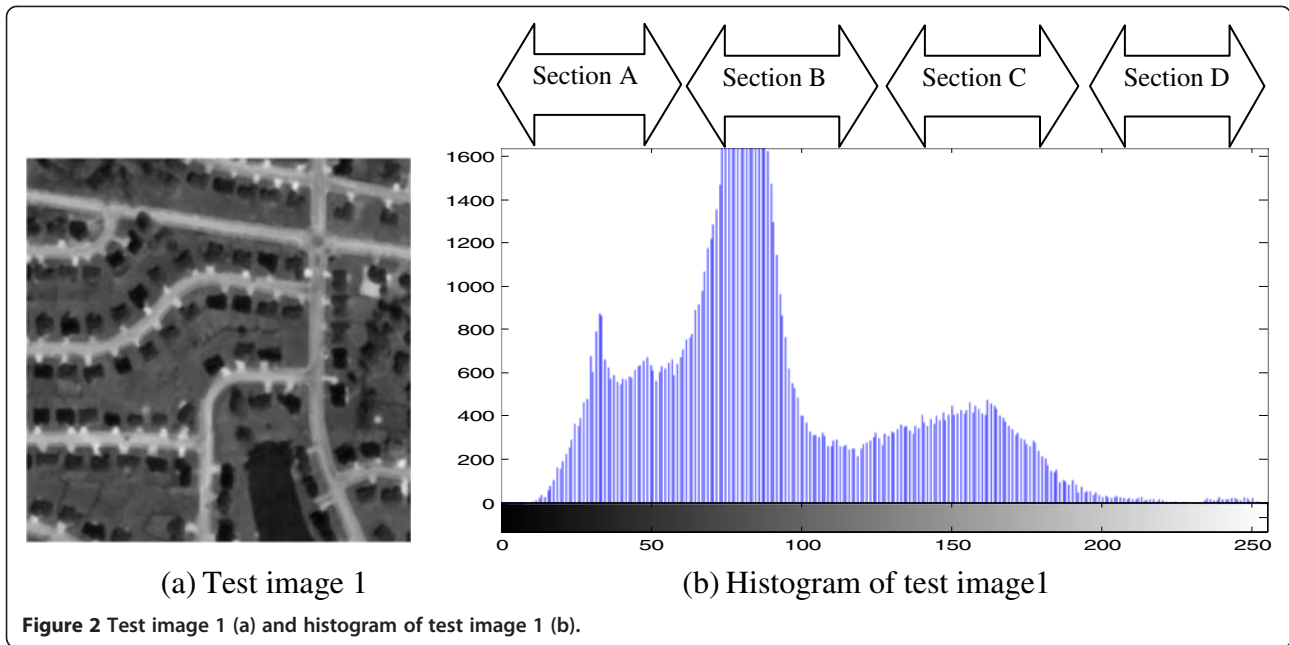 Section A Section B Section C Section D
1600
1400
1200
1000
800
600
400
200
0
0 50 100 150 200 250
(a) Test image 1 (b) Histogram of test image1
Figure 2 Test image 1 (a) and histogram of test image 1 (b).